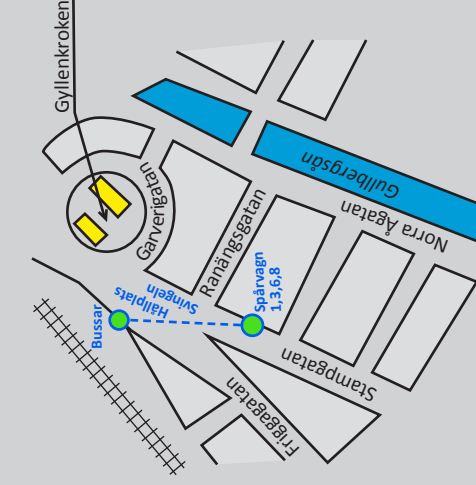 Gyllenkroken
Gullbergsån
Norra Ågatan
Garverigatan
Ranängsgatan
Spårvagn
1,3,6,8
Hållplats
Svingeln
Bussar
Stampgatan
Friggagatan